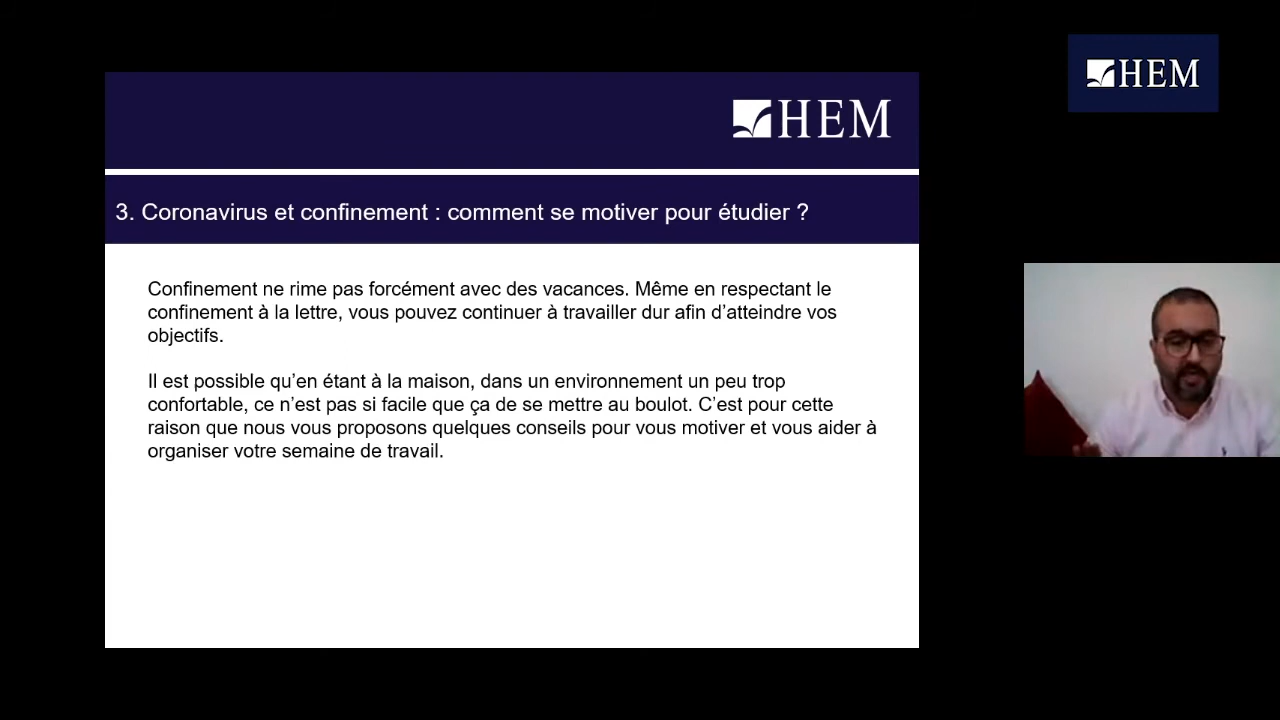 HEM
HEM
3. Coronavirus et confinement : comment se motiver pour étudier ?
Confinement ne rime pas forcément avec des vacances. Même en respectant le
confinement à la lettre, vous pouvez continuer à travailler dur afin d’atteindre vos
objectifs.
Il est possible qu’en étant à la maison, dans un environnement un peu trop
confortable, ce n’est pas si facile que ça de se mettre au boulot. C’est pour cette
raison que nous vous proposons quelques conseils pour vous motiver et vous aider à
organiser votre semaine de travail.